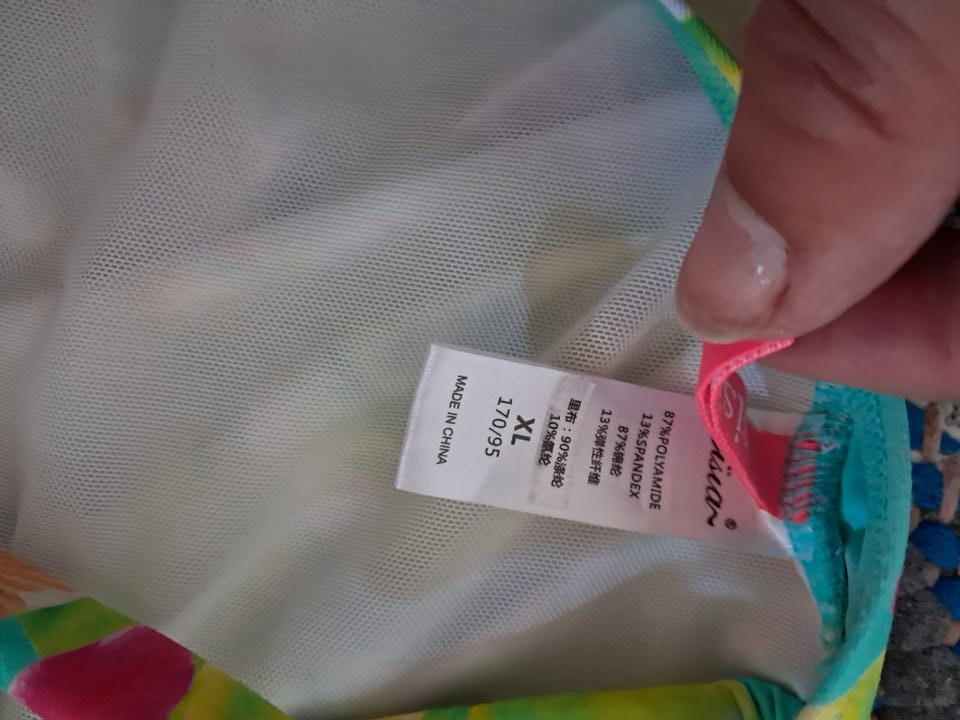 87%POLYAMIDE
13%SPANDEX
87%锦纶
13%弹性纤维
里布：90%涤纶
10%氨纶
XL
170/95
MADE IN CHINA